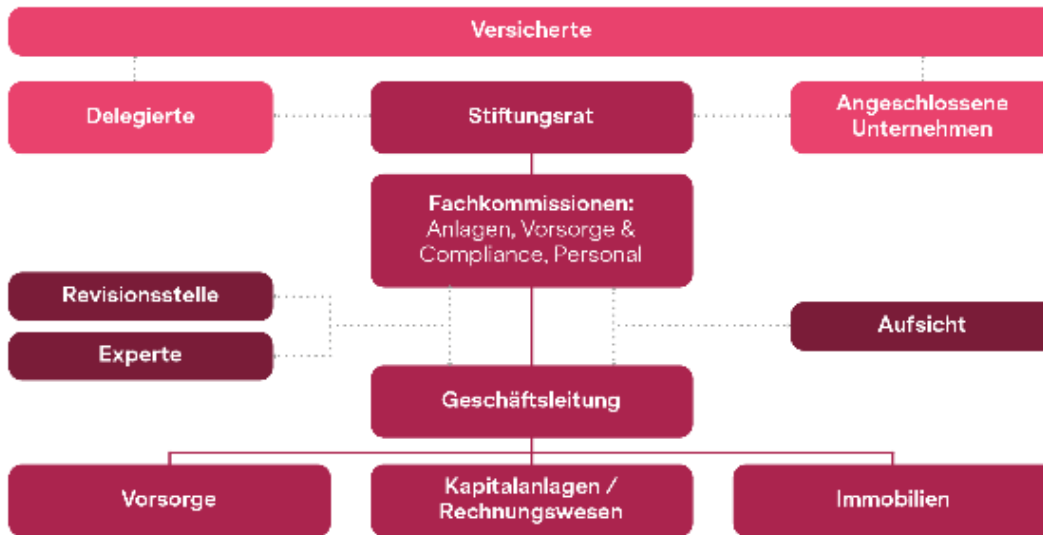 Versicherte
Delegierte
Stiftungsrat
Angeschlossene
Unternehmen
Fachkommissionen:
Anlagen, Vorsorge &
Compliance, Personal
Revisionsstelle
Experte
Aufsicht
Geschäftsleitung
Vorsorge
Kapitalanlagen /
Rechnungswesen
Immobilien